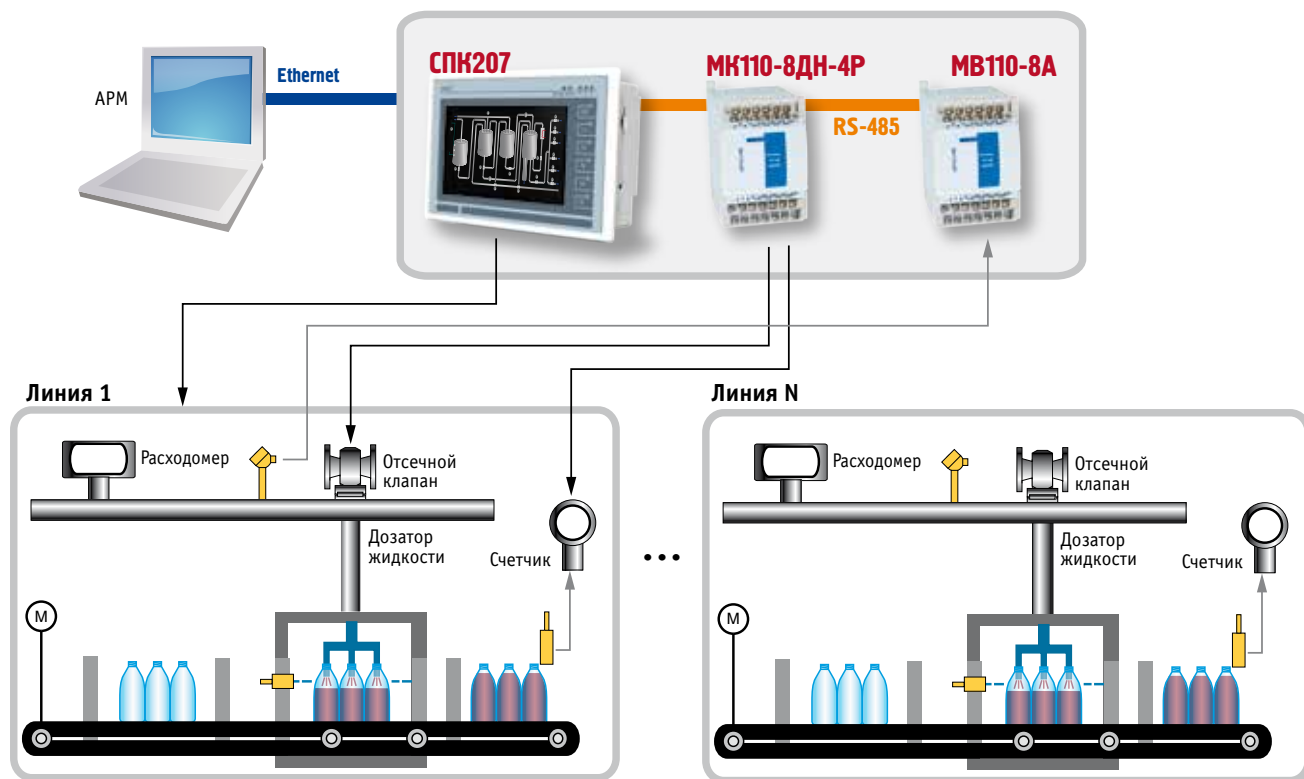 СПК207
МК110-8ДН-4Р
МВ110-8А
Ethernet
АРМ
RS-485
Линия 1
Расходомер
Отсечной
клапан
Дозатор
жидкости
Счетчик
М
...
Линия N
Расходомер
Отсечной
клапан
Дозатор
жидкости
Счетчик
М